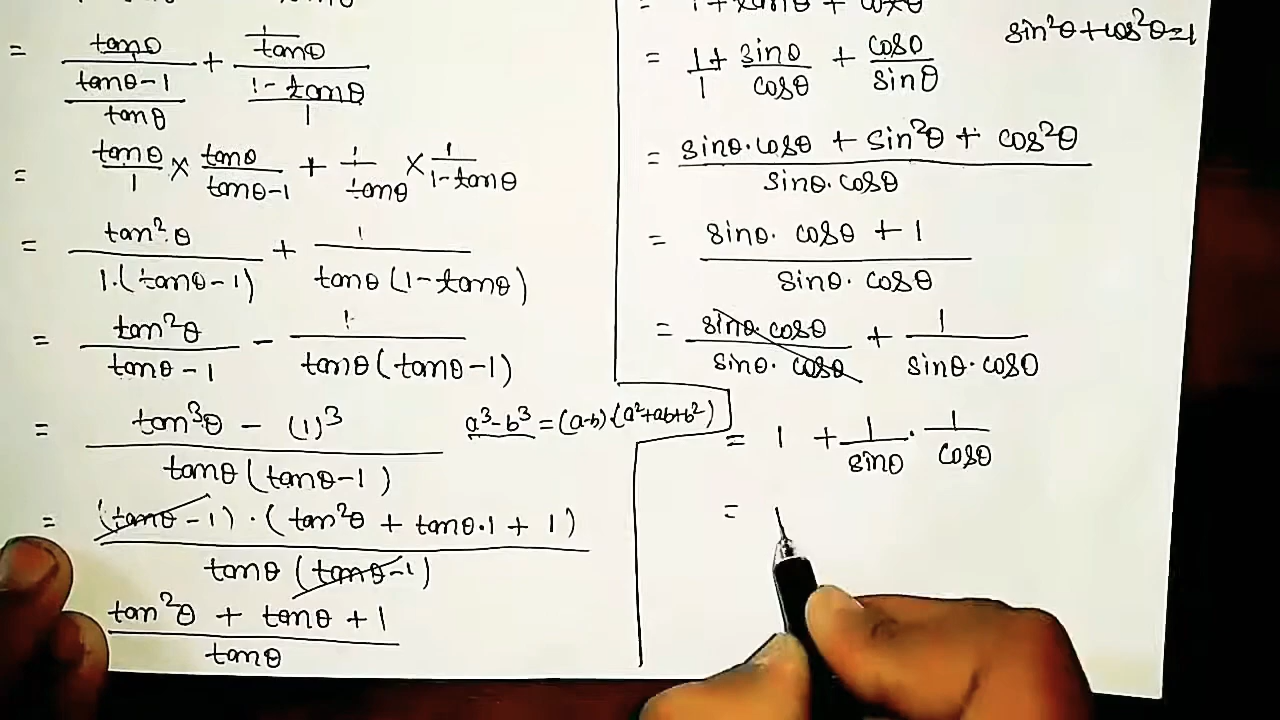 = tanθ/((tanθ-1)/tanθ) + (1/tanθ)/((1-tanθ)/1)
= tanθ/1 × tanθ/(tanθ-1) + 1/tanθ × 1/(1-tanθ)
= tan²θ/(1·(tanθ-1)) + 1/(tanθ(1-tanθ))
= tan²θ/(tanθ-1) - 1/(tanθ(tanθ-1))
= (tan³θ - (1)³)/(tanθ(tanθ-1))
a³-b³ = (a-b)·(a²+ab+b²)
= ((tanθ-1)·(tan²θ + tanθ·1 + 1))/(tanθ(tanθ-1))
(tan²θ + tanθ + 1)/tanθ
= 1 + tanθ + cotθ
sin²θ+cos²θ=1
= 1/1 + sinθ/cosθ + cosθ/sinθ
= (sinθ·cosθ + sin²θ + cos²θ)/(sinθ·cosθ)
= (sinθ·cosθ + 1)/(sinθ·cosθ)
= (sinθ·cosθ)/(sinθ·cosθ) + 1/(sinθ·cosθ)
= 1 + 1/sinθ · 1/cosθ
= 1